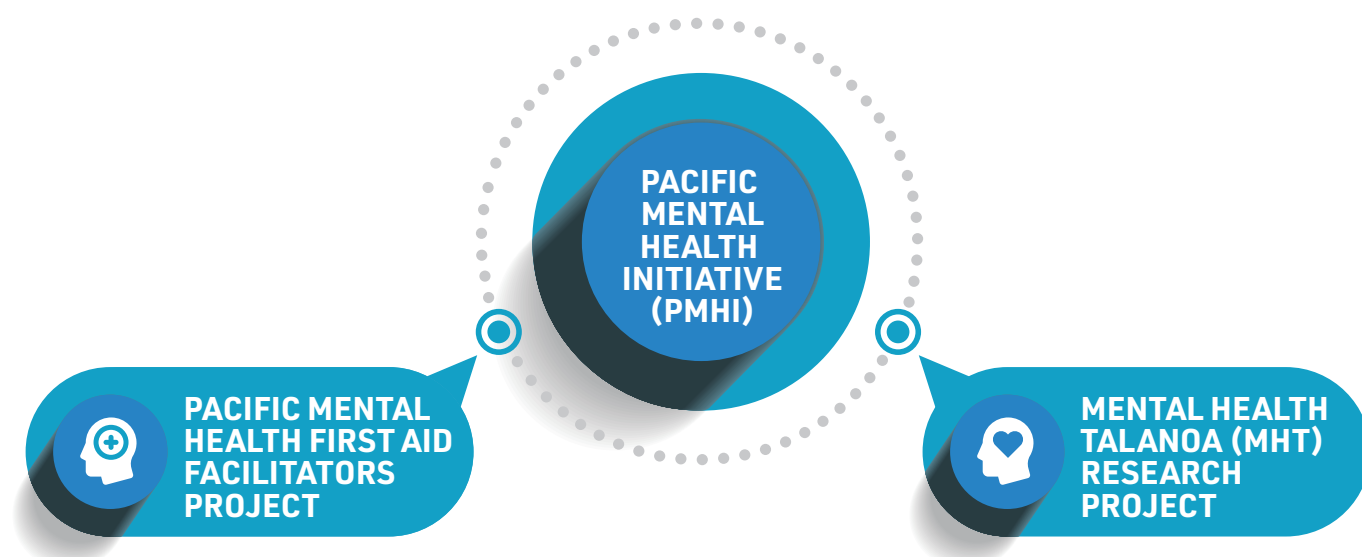 PACIFIC
MENTAL
HEALTH
INITIATIVE
(PMHI)
PACIFIC MENTAL
HEALTH FIRST AID
FACILITATORS
PROJECT
MENTAL HEALTH
TALANOA (MHT)
RESEARCH
PROJECT